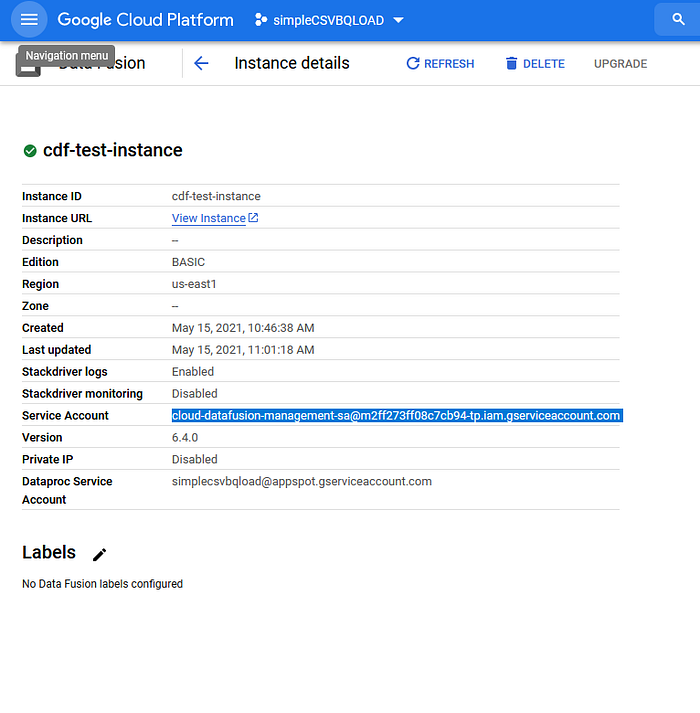 Google Cloud Platform simpleCSVBQLOAD
Navigation menu
Data Fusion Instance details REFRESH DELETE UPGRADE
cdf-test-instance
Instance ID cdf-test-instance
Instance URL View Instance
Description --
Edition BASIC
Region us-east1
Zone --
Created May 15, 2021, 10:46:38 AM
Last updated May 15, 2021, 11:01:18 AM
Stackdriver logs Enabled
Stackdriver monitoring Disabled
Service Account cloud-datafusion-management-sa@m2ff273ff08c7cb94-tp.iam.gserviceaccount.com
Version 6.4.0
Private IP Disabled
Dataproc Service simplecsvbqload@appspot.gserviceaccount.com
Account
Labels
No Data Fusion labels configured